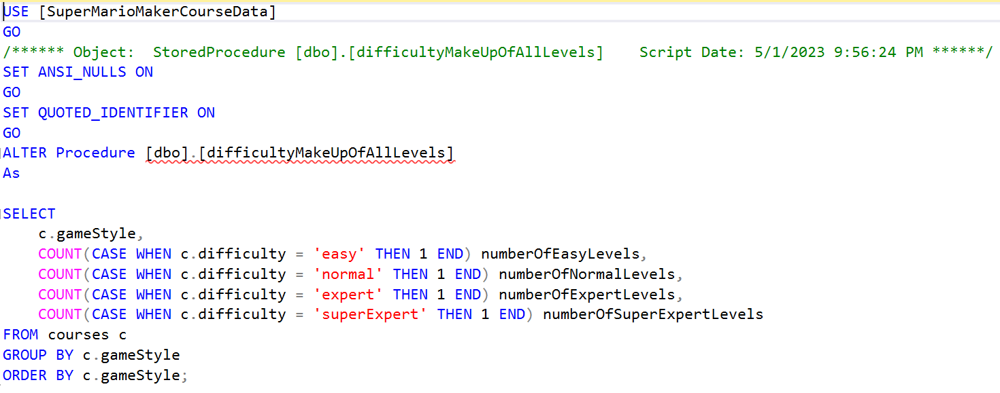 USE [SuperMarioMakerCourseData]
GO
/****** Object:  StoredProcedure [dbo].[difficultyMakeUpOfAllLevels]    Script Date: 5/1/2023 9:56:24 PM ******/
SET ANSI_NULLS ON
GO
SET QUOTED_IDENTIFIER ON
GO
ALTER Procedure [dbo].[difficultyMakeUpOfAllLevels]
As

SELECT
    c.gameStyle,
    COUNT(CASE WHEN c.difficulty = 'easy' THEN 1 END) numberOfEasyLevels,
    COUNT(CASE WHEN c.difficulty = 'normal' THEN 1 END) numberOfNormalLevels,
    COUNT(CASE WHEN c.difficulty = 'expert' THEN 1 END) numberOfExpertLevels,
    COUNT(CASE WHEN c.difficulty = 'superExpert' THEN 1 END) numberOfSuperExpertLevels
FROM courses c
GROUP BY c.gameStyle
ORDER BY c.gameStyle;